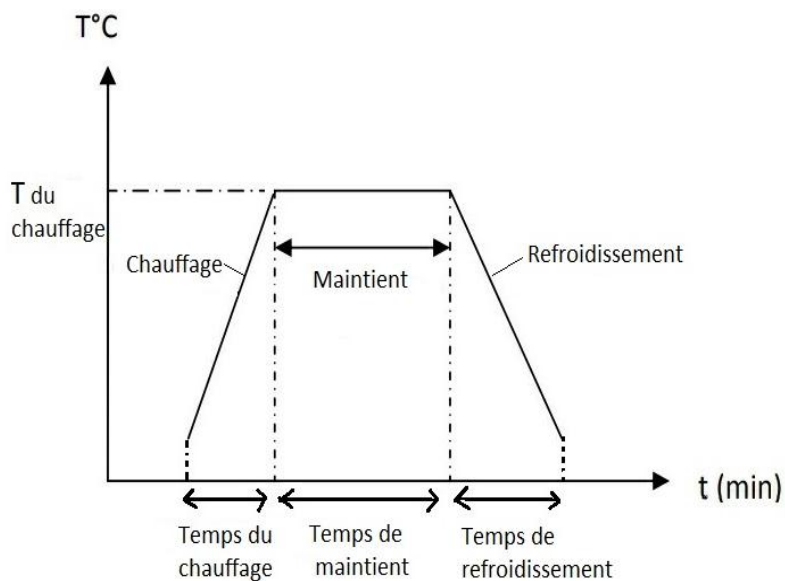 T°C
T du
chauffage
Chauffage
Maintient
Refroidissement
t (min)
Temps du
chauffage
Temps de
maintient
Temps de
refroidissement